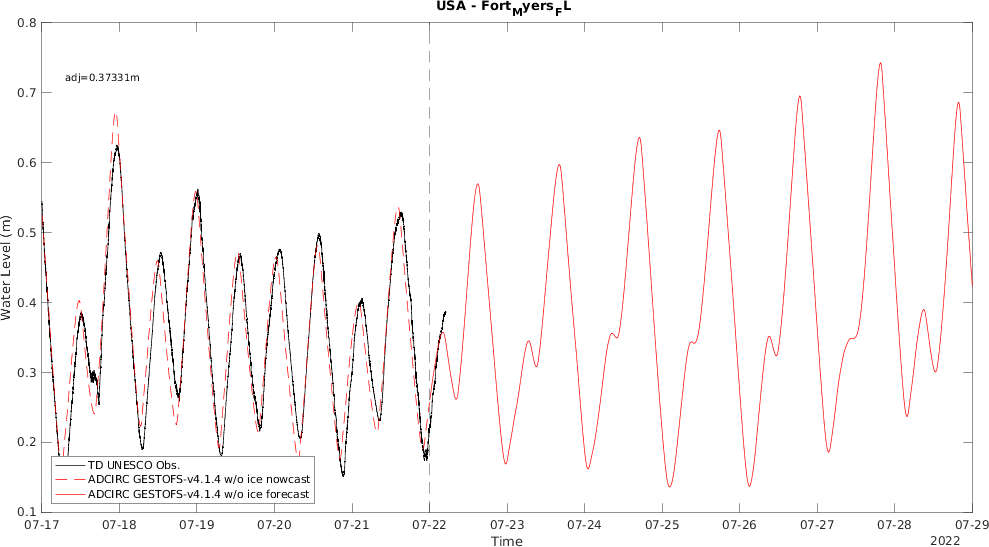 USA - FortMyersFL
adj=0.37331m
0.8
0.7
0.6
0.5
0.4
0.3
0.2
0.1
Water Level (m)
TD UNESCO Obs.
ADCIRC GESTOFS-v4.1.4 w/o ice nowcast
ADCIRC GESTOFS-v4.1.4 w/o ice forecast
07-17 07-18 07-19 07-20 07-21 07-22 07-23 07-24 07-25 07-26 07-27 07-28 07-29
Time
2022